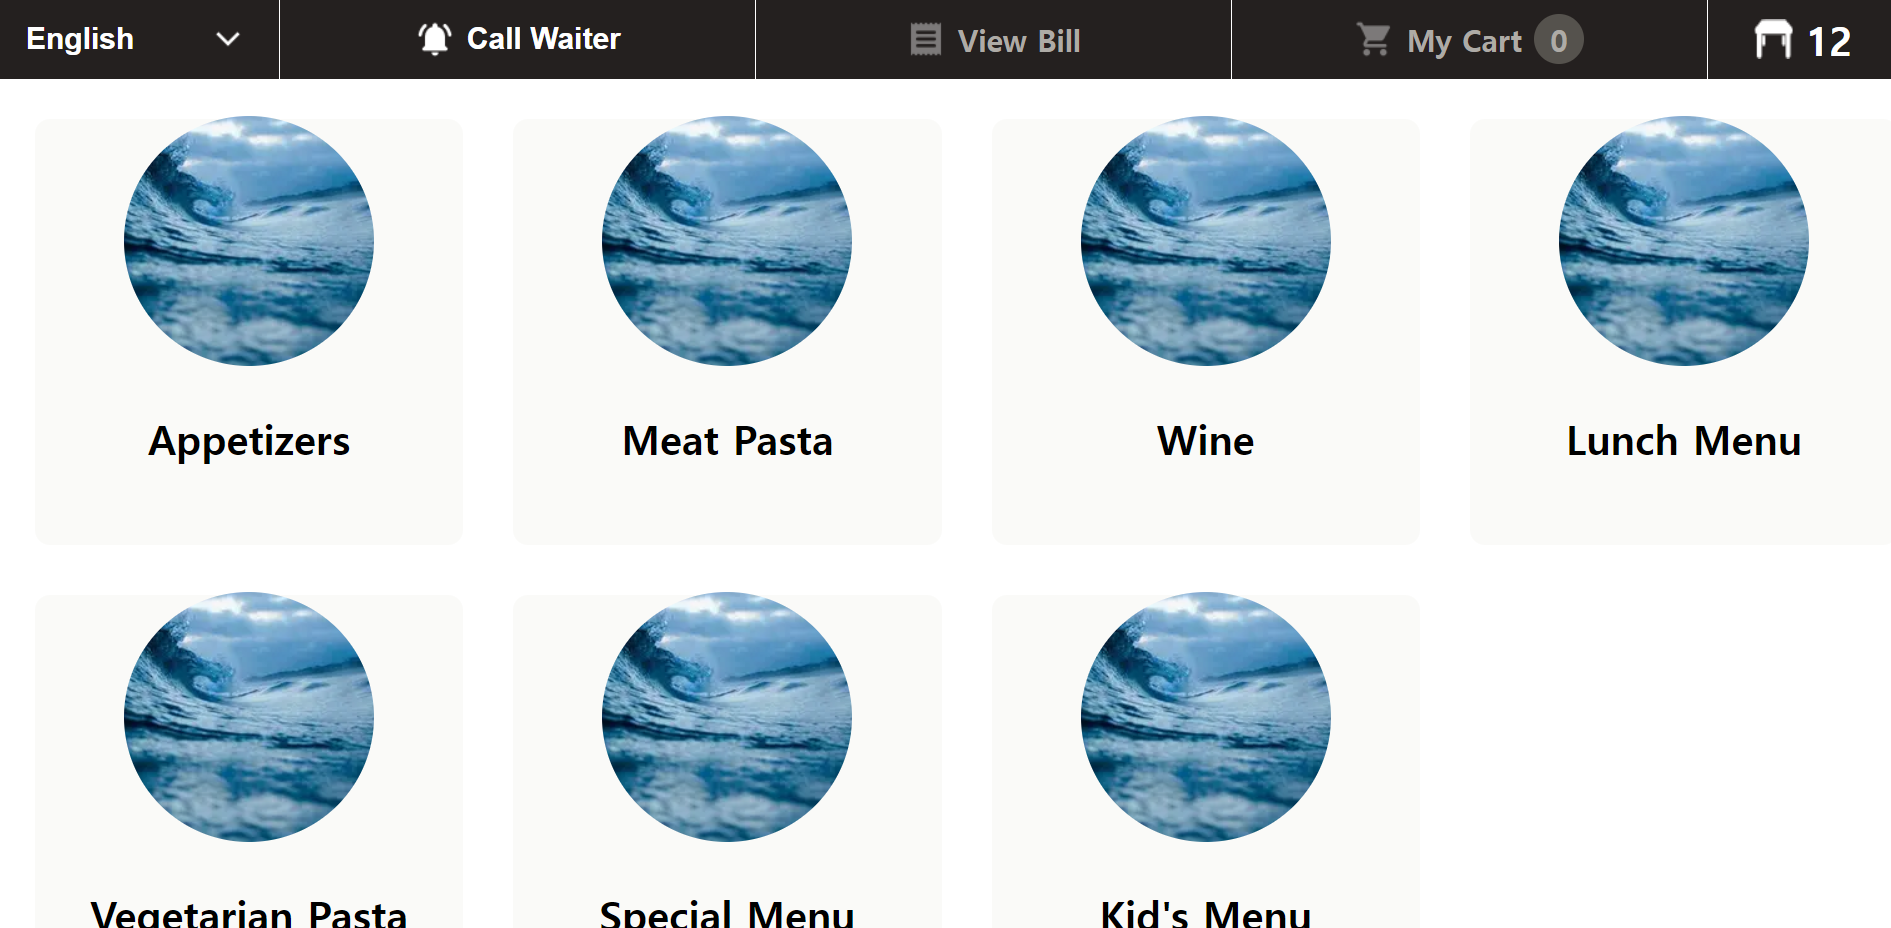 English
Call Waiter
View Bill
My Cart 0
12
Appetizers
Meat Pasta
Wine
Lunch Menu
Vegetarian Pasta
Special Menu
Kid's Menu